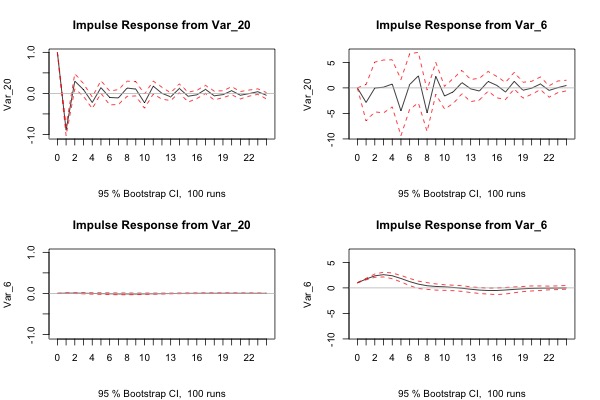 Impulse Response from Var_20
Var_20
1.0
0.0
-1.0
0 2 4 6 8 10 13 16 19 22
95 % Bootstrap CI, 100 runs
Impulse Response from Var_6
Var_20
5
0
-5
-10
0 2 4 6 8 10 13 16 19 22
95 % Bootstrap CI, 100 runs
Impulse Response from Var_20
Var_6
1.0
0.0
-1.0
0 2 4 6 8 10 13 16 19 22
95 % Bootstrap CI, 100 runs
Impulse Response from Var_6
Var_6
5
0
-5
-10
0 2 4 6 8 10 13 16 19 22
95 % Bootstrap CI, 100 runs